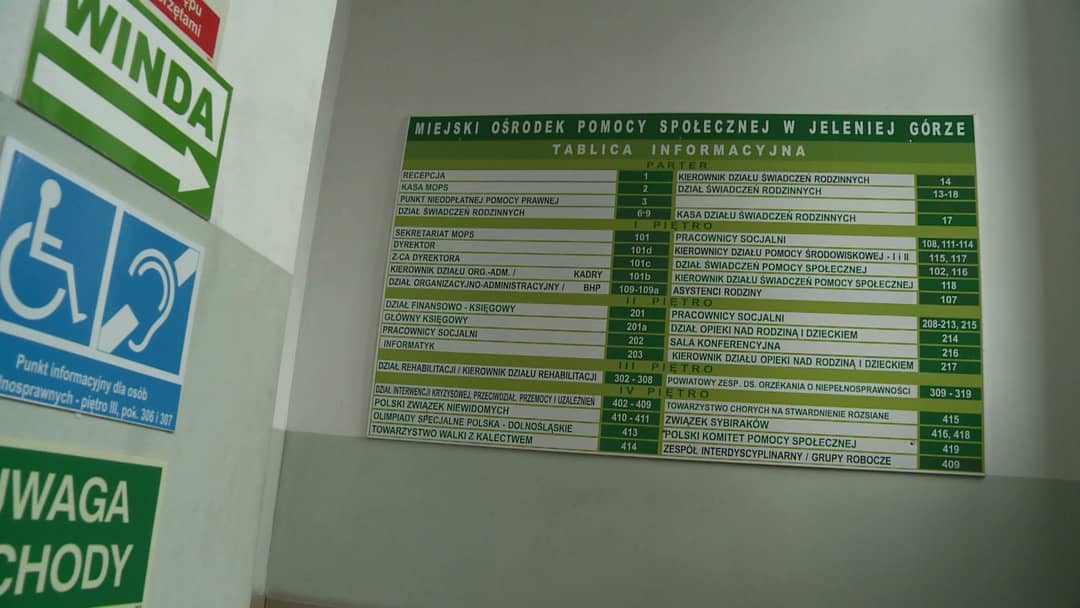 WINDA
Punkt informacyjny dla osób
piętro III, pok. 306 i 307
UWAGA
SCHODY
MIEJSKI OŚRODEK POMOCY SPOŁECZNEJ W JELENIEJ GÓRZE
TABLICA INFORMACYJNA
PARTER
RECEPCJA 1 KIEROWNIK DZIAŁU ŚWIADCZEŃ RODZINNYCH 14
KASA MOPS 2 DZIAŁ ŚWIADCZEŃ RODZINNYCH 13-18
PUNKT NIEODPŁATNEJ POMOCY PRAWNEJ 3
DZIAŁ ŚWIADCZEŃ RODZINNYCH 6-9 KASA DZIAŁU ŚWIADCZEŃ RODZINNYCH 17
I PIĘTRO
SEKRETARIAT MOPS 101 PRACOWNICY SOCJALNI 108, 111-114
DYREKTOR 101d KIEROWNICY DZIAŁU POMOCY ŚRODOWISKOWEJ - I i II 115, 117
Z-CA DYREKTORA 101c DZIAŁ ŚWIADCZEŃ POMOCY SPOŁECZNEJ 102, 116
KIEROWNIK DZIAŁU ORG.-ADM. / KADRY 101b KIEROWNIK DZIAŁU ŚWIADCZEŃ POMOCY SPOŁECZNEJ 118
DZIAŁ ORGANIZACYJNO-ADMINISTRACYJNY / BHP 109-109a ASYSTENCI RODZINY 107
II PIĘTRO
DZIAŁ FINANSOWO - KSIĘGOWY 201 PRACOWNICY SOCJALNI 208-213, 215
GŁÓWNY KSIĘGOWY 201a DZIAŁ OPIEKI NAD RODZINĄ I DZIECKIEM 214
PRACOWNICY SOCJALNI 202 SALA KONFERENCYJNA 216
INFORMATYK 203 KIEROWNIK DZIAŁU OPIEKI NAD RODZINĄ I DZIECKIEM 217
III PIĘTRO
DZIAŁ REHABILITACJI / KIEROWNIK DZIAŁU REHABILITACJI 302 - 308 POWIATOWY ZESP. DS. ORZEKANIA O NIEPEŁNOSPRAWNOŚCI 309 - 319
IV PIĘTRO
DZIAŁ INTERWENCJI KRYZYSOWEJ, PRZECIWDZIAŁ. PRZEMOCY I UZALEŻNIEN 402 - 409 TOWARZYSTWO CHORYCH NA STWARDNIENIE ROZSIANE 415
POLSKI ZWIĄZEK NIEWIDOMYCH 410 - 411 ZWIĄZEK SYBIRAKÓW 416, 418
OLIMPIADY SPECJALNE POLSKA - DOLNOŚLĄSKIE 413 POLSKI KOMITET POMOCY SPOŁECZNEJ 419
TOWARZYSTWO WALKI Z KALECTWEM 414 ZESPÓŁ INTERDYSCYPLINARNY / GRUPY ROBOCZE 409